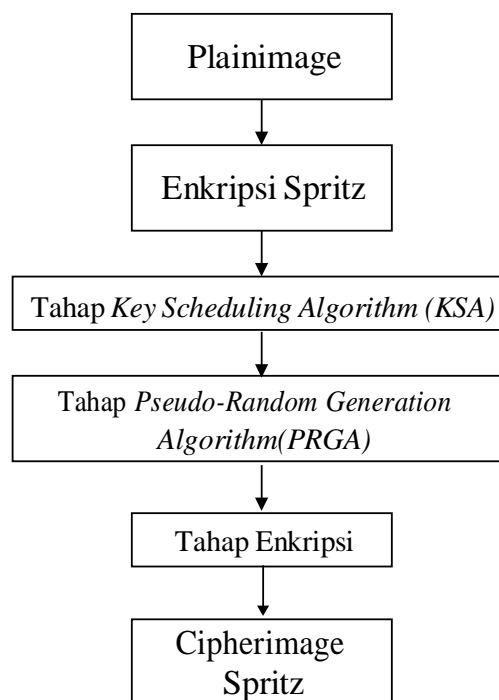 Plainimage
Enkripsi Spritz
Tahap Key Scheduling Algorithm (KSA)
Tahap Pseudo-Random Generation
Algorithm(PRGA)
Tahap Enkripsi
Cipherimage
Spritz